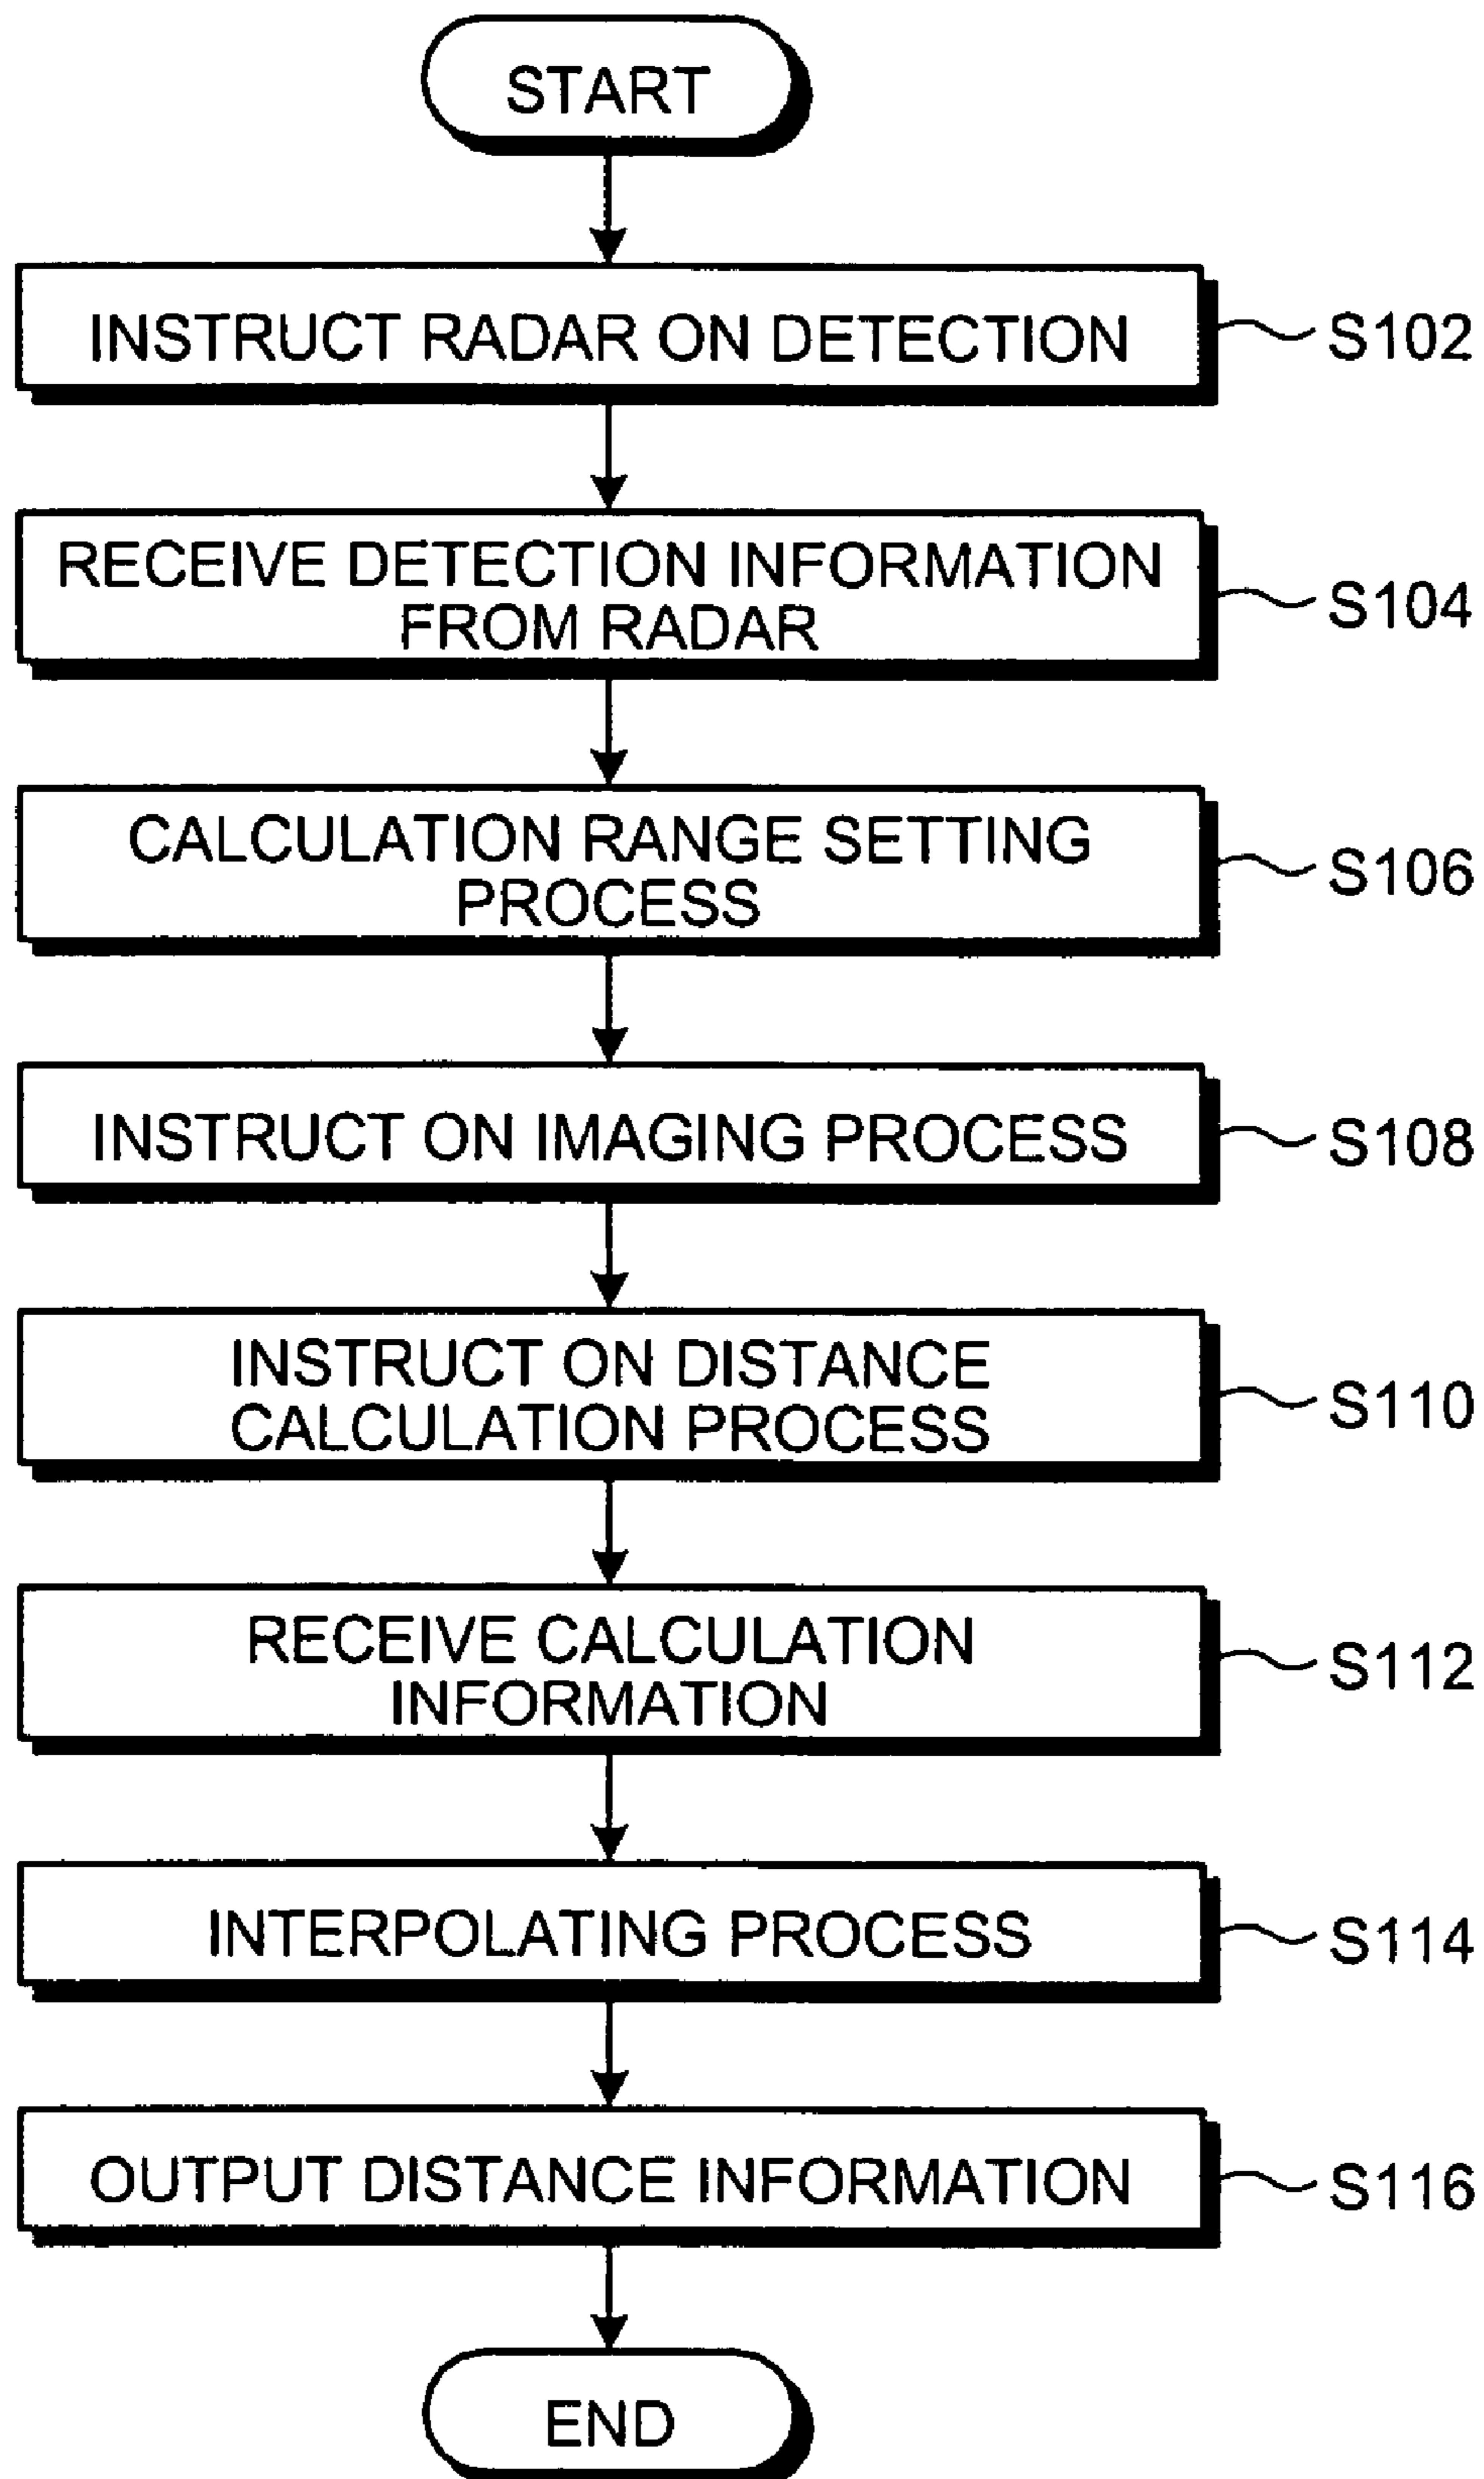 START
INSTRUCT RADAR ON DETECTION
S102
RECEIVE DETECTION INFORMATION
FROM RADAR
S104
CALCULATION RANGE SETTING
PROCESS
S106
INSTRUCT ON IMAGING PROCESS
S108
INSTRUCT ON DISTANCE
CALCULATION PROCESS
S110
RECEIVE CALCULATION
INFORMATION
S112
INTERPOLATING PROCESS
S114
OUTPUT DISTANCE INFORMATION
S116
END